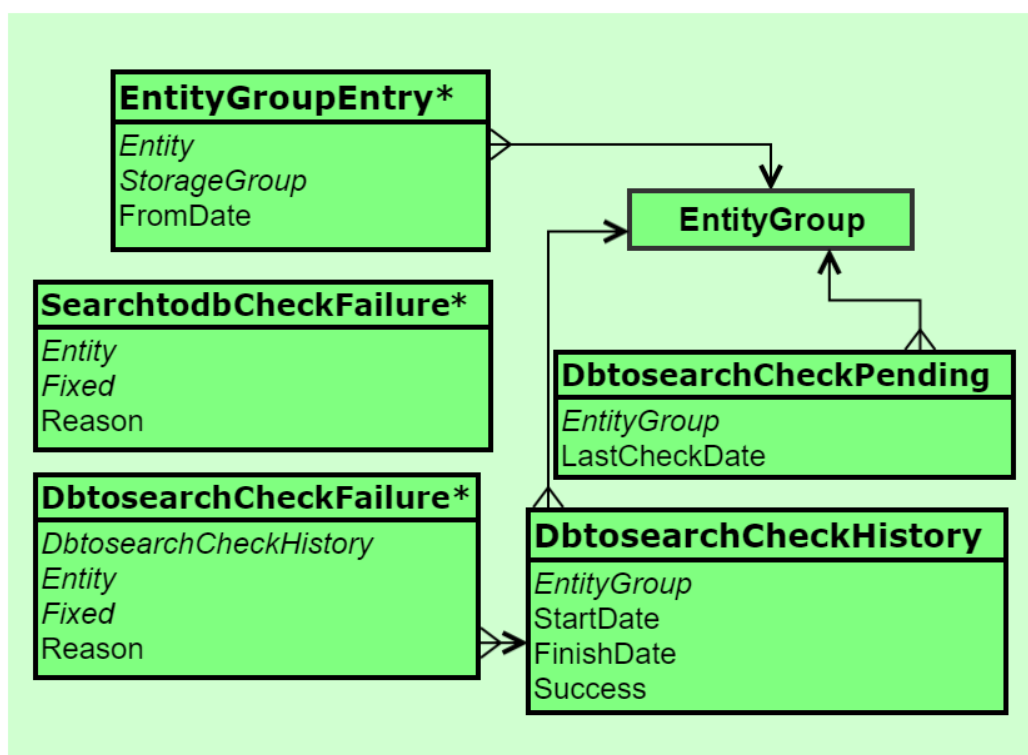 EntityGroupEntry*
Entity
StorageGroup
FromDate
EntityGroup
SearchtodbCheckFailure*
Entity
Fixed
Reason
DbtosearchCheckPending
EntityGroup
LastCheckDate
DbtosearchCheckFailure*
DbtosearchCheckHistory
Entity
Fixed
Reason
DbtosearchCheckHistory
EntityGroup
StartDate
FinishDate
Success